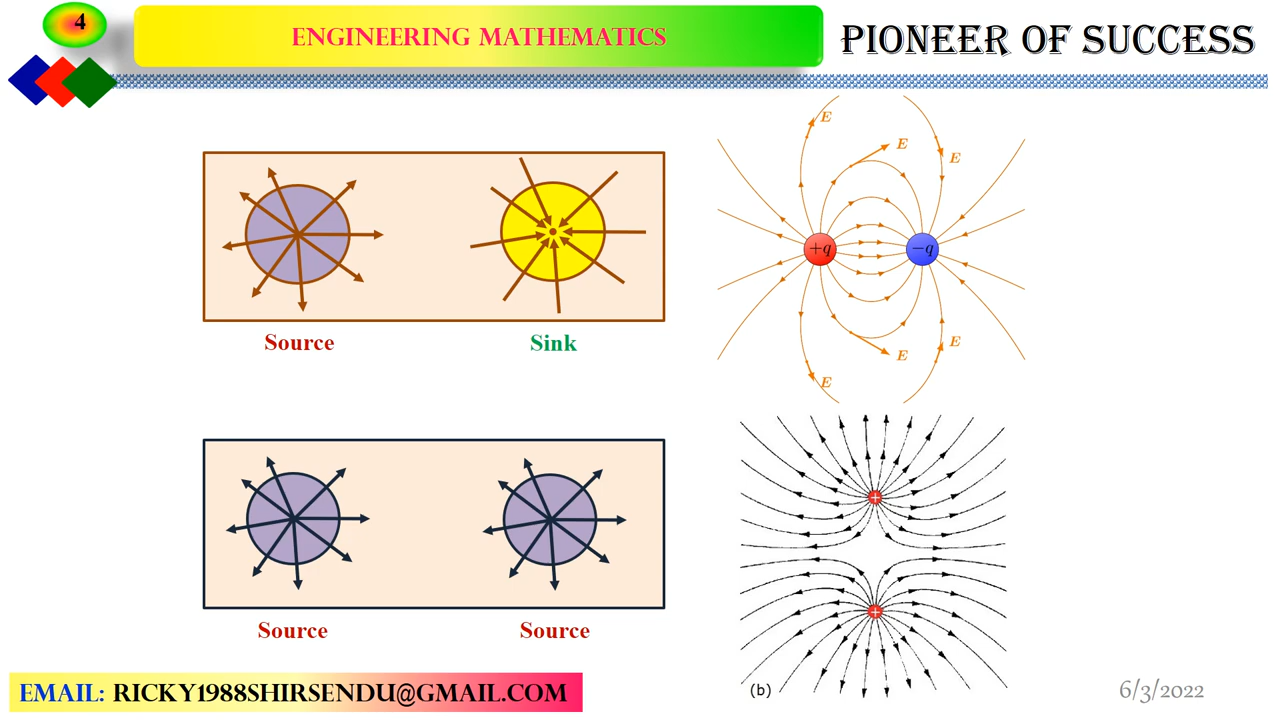 4
ENGINEERING MATHEMATICS
PIONEER OF SUCCESS
E
E
E
+q
−q
E
E
E
Source
Sink
+
+
Source
Source
(b)
EMAIL: RICKY1988SHIRSENDU@GMAIL.COM
6/3/2022